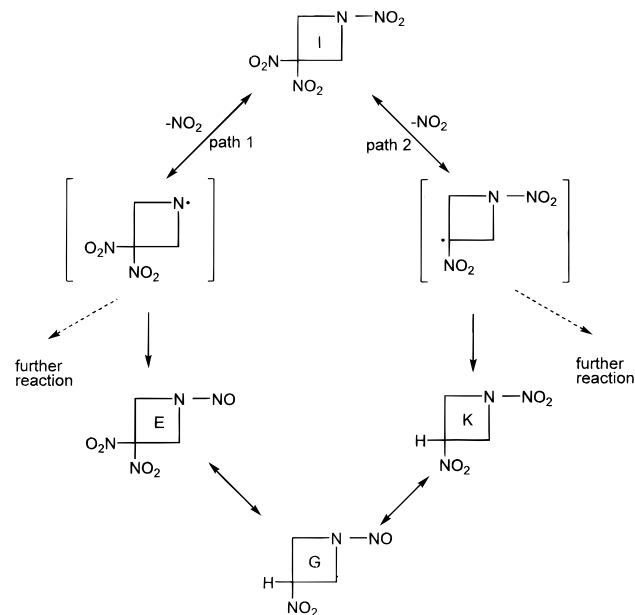 N—NO2
I
O2N
NO2
-NO2
path 1
-NO2
path 2
N•
O2N
NO2
N—NO2
•
NO2
further
reaction
further
reaction
N—NO
E
O2N
NO2
N—NO2
K
H
NO2
N—NO
G
H
NO2